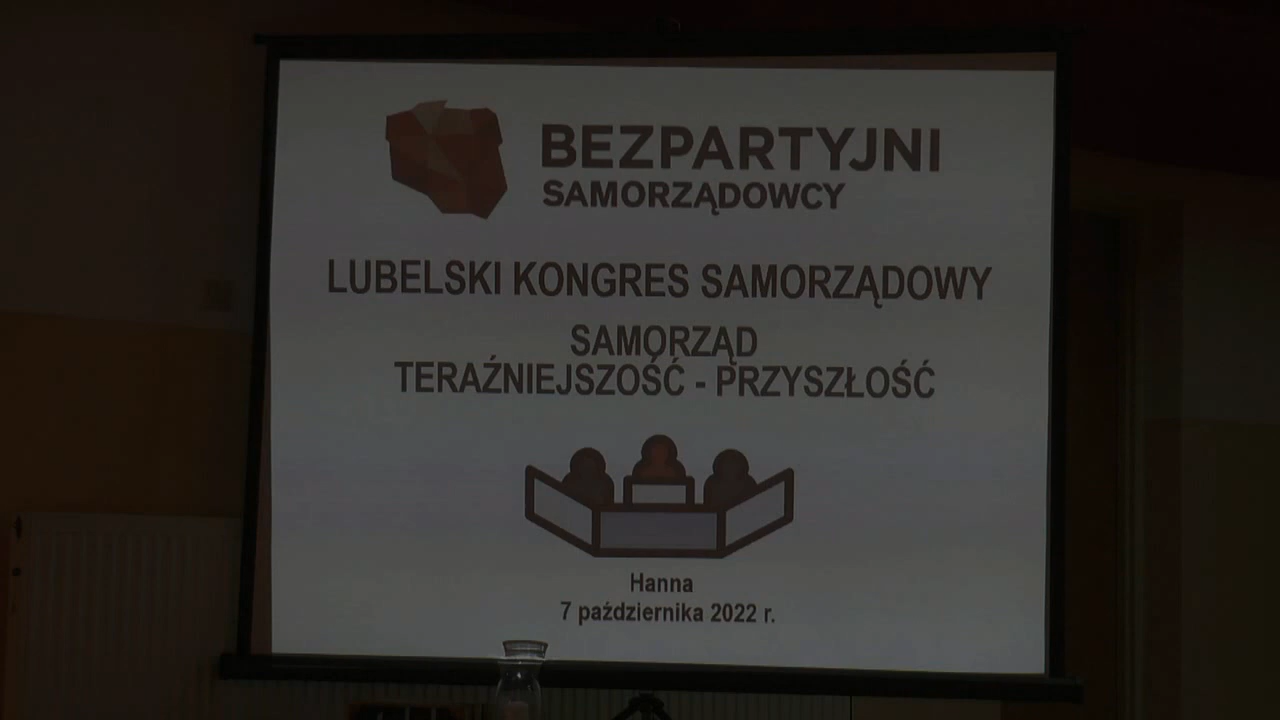 BEZPARTYJNI
SAMORZĄDOWCY
LUBELSKI KONGRES SAMORZĄDOWY
SAMORZĄD
TERAŹNIEJSZOŚĆ - PRZYSZŁOŚĆ
Hanna
7 października 2022 r.